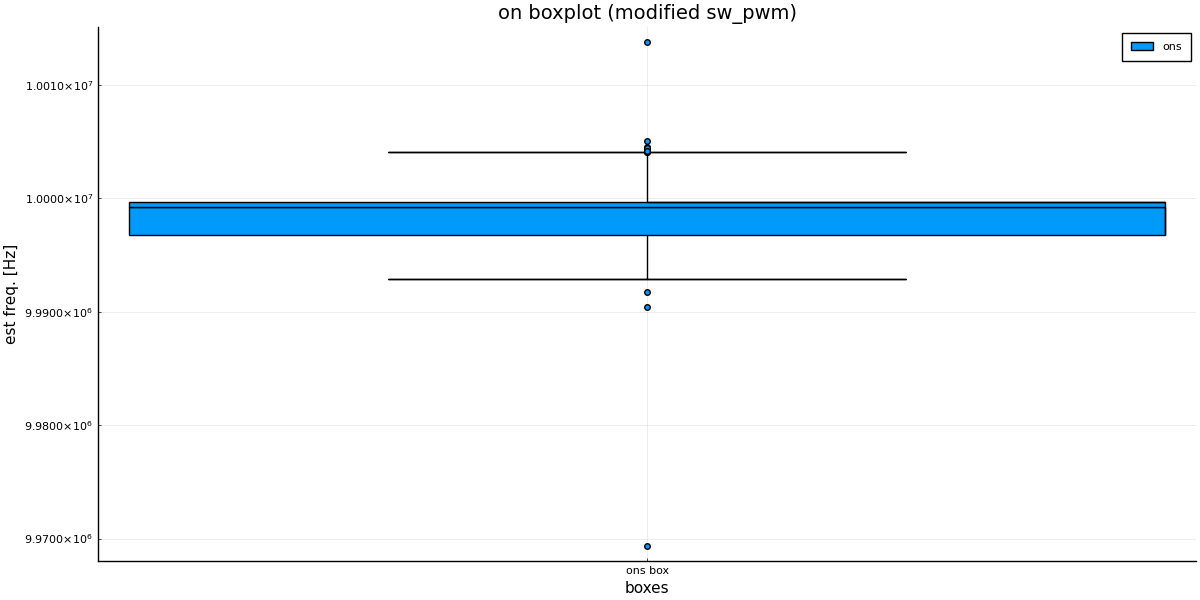 on boxplot (modified sw_pwm)
ons
1.0010×10⁷
1.0000×10⁷
9.9900×10⁶
9.9800×10⁶
9.9700×10⁶
est freq. [Hz]
ons box
boxes